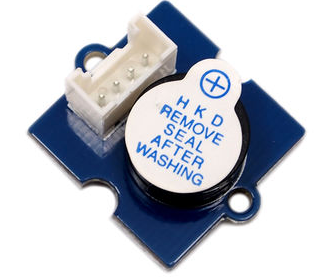 +
H K D
REMOVE
SEAL
AFTER
WASHING